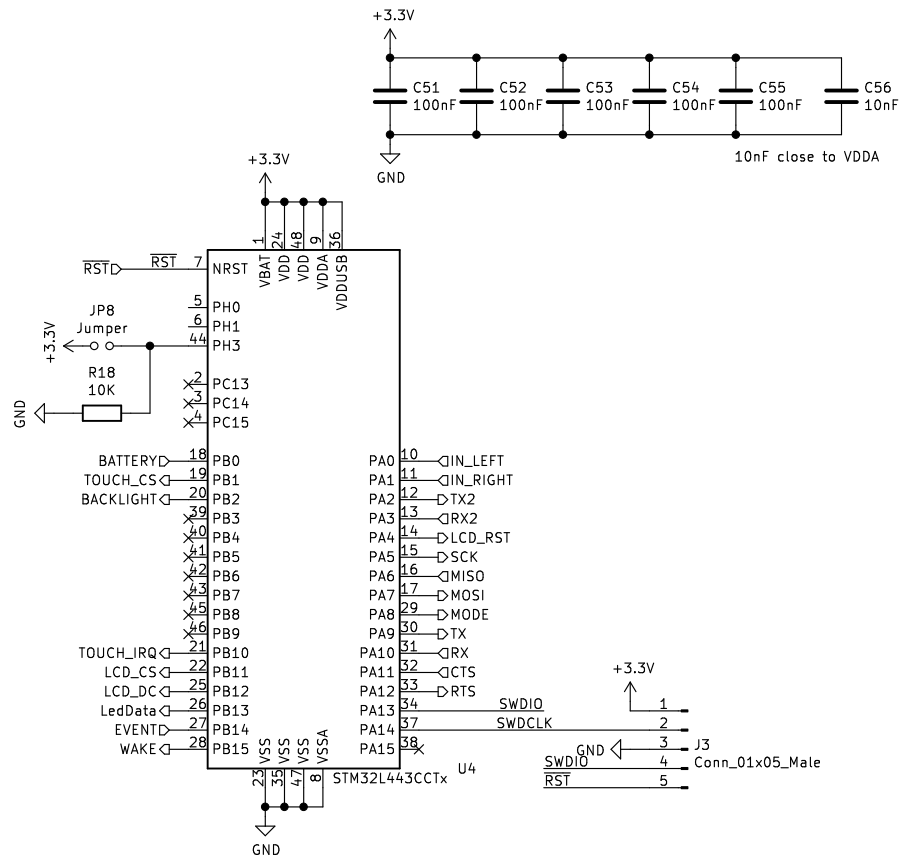 +3.3V
C51
100nF
C52
100nF
C53
100nF
C54
100nF
C55
100nF
C56
10nF
10nF close to VDDA
GND
+3.3V
1
24
48
9
36
VBAT
VDD
VDD
VDDA
VDDUSB
RST
RST
7
NRST
5
PH0
6
PH1
44
PH3
JP8
Jumper
+3.3V
R18
10K
GND
2
PC13
3
PC14
4
PC15
BATTERY
18
PB0
TOUCH_CS
19
PB1
BACKLIGHT
20
PB2
39
PB3
40
PB4
41
PB5
42
PB6
43
PB7
45
PB8
46
PB9
TOUCH_IRQ
21
PB10
LCD_CS
22
PB11
LCD_DC
25
PB12
LedData
26
PB13
EVENT
27
PB14
WAKE
28
PB15
PA0
10
IN_LEFT
PA1
11
IN_RIGHT
PA2
12
TX2
PA3
13
RX2
PA4
14
LCD_RST
PA5
15
SCK
PA6
16
MISO
PA7
17
MOSI
PA8
29
MODE
PA9
30
TX
PA10
31
RX
PA11
32
CTS
PA12
33
RTS
PA13
34
SWDIO
PA14
37
SWDCLK
PA15
38
VSS
VSS
VSS
VSSA
23
35
47
8
GND
U4
STM32L443CCTx
+3.3V
1
2
GND
3
SWDIO
4
RST
5
J3
Conn_01x05_Male